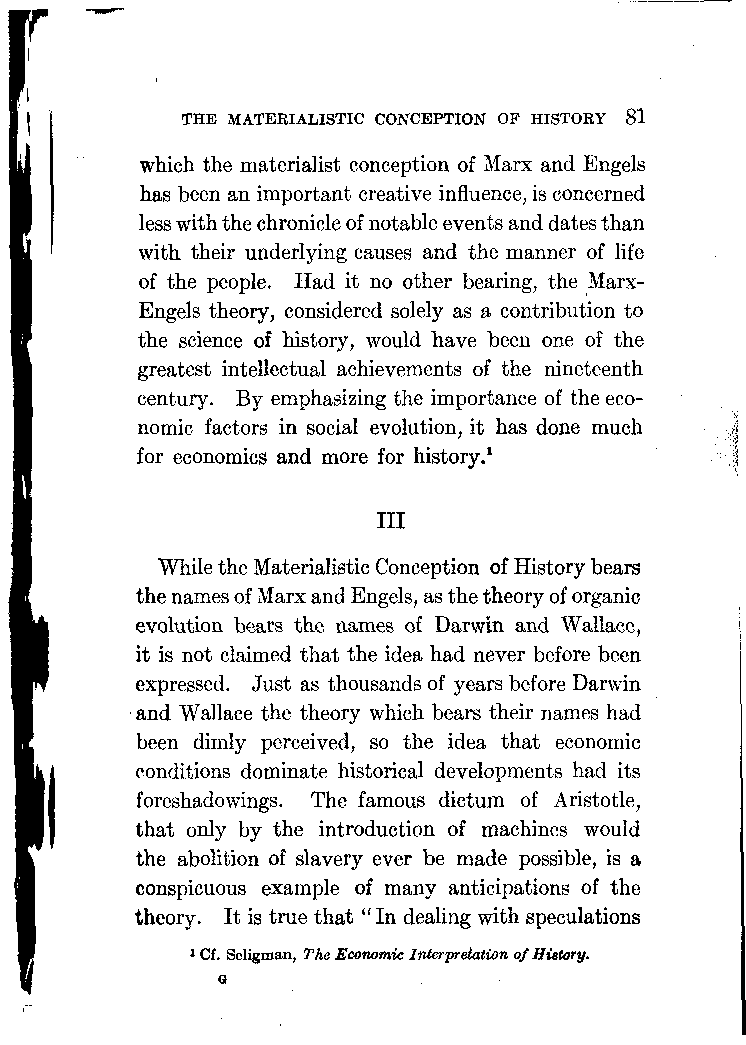 THE MATERIALISTIC CONCEPTION OF HISTORY 81
which the materialist conception of Marx and Engels
has been an important creative influence, is concerned
less with the chronicle of notable events and dates than
with their underlying causes and the manner of life
of the people. Had it no other bearing, the Marx-
Engels theory, considered solely as a contribution to
the science of history, would have been one of the
greatest intellectual achievements of the nineteenth
century. By emphasizing the importance of the eco-
nomic factors in social evolution, it has done much
for economics and more for history.¹
III
While the Materialistic Conception of History bears
the names of Marx and Engels, as the theory of organic
evolution bears the names of Darwin and Wallace,
it is not claimed that the idea had never before been
expressed. Just as thousands of years before Darwin
and Wallace the theory which bears their names had
been dimly perceived, so the idea that economic
conditions dominate historical developments had its
foreshadowings. The famous dictum of Aristotle,
that only by the introduction of machines would
the abolition of slavery ever be made possible, is a
conspicuous example of many anticipations of the
theory. It is true that "In dealing with speculations
¹ Cf. Seligman, The Economic Interpretation of History.
G